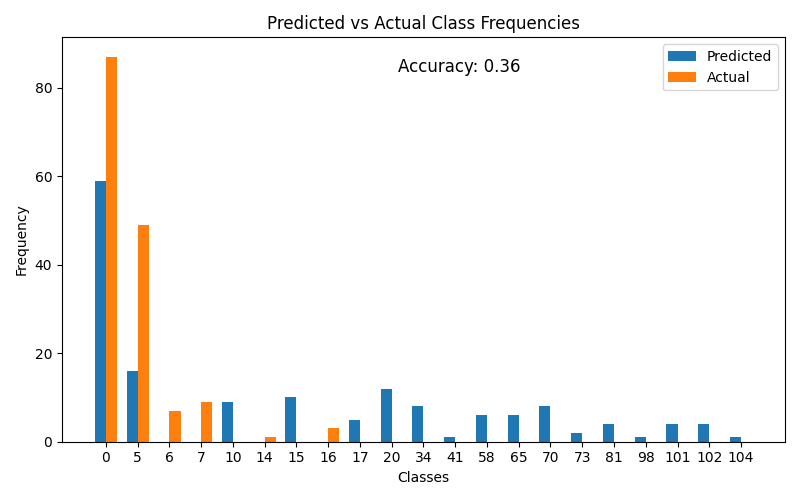 Predicted vs Actual Class Frequencies
Accuracy: 0.36
Predicted
Actual
Frequency
80
60
40
20
0
0 5 6 7 10 14 15 16 17 20 34 41 58 65 70 73 81 98 101 102 104
Classes